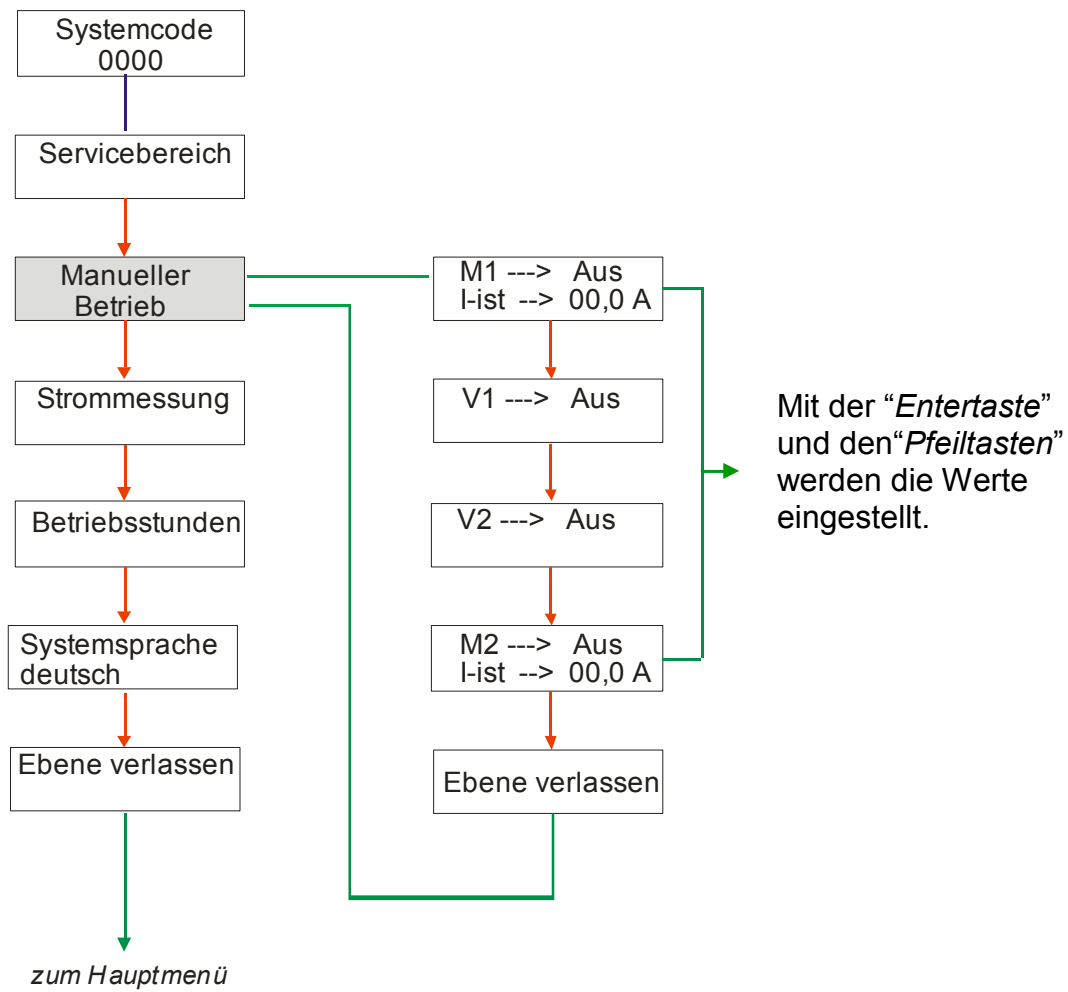 Systemcode
0000
Servicebereich
Manueller
Betrieb
Strommessung
Betriebsstunden
Systemsprache
deutsch
Ebene verlassen
zum Hauptmenü
M1 ---> Aus
I-ist --> 00,0 A
V1 ---> Aus
V2 ---> Aus
M2 ---> Aus
I-ist --> 00,0 A
Ebene verlassen
Mit der “Entertaste”
und den“Pfeiltasten”
werden die Werte
eingestellt.